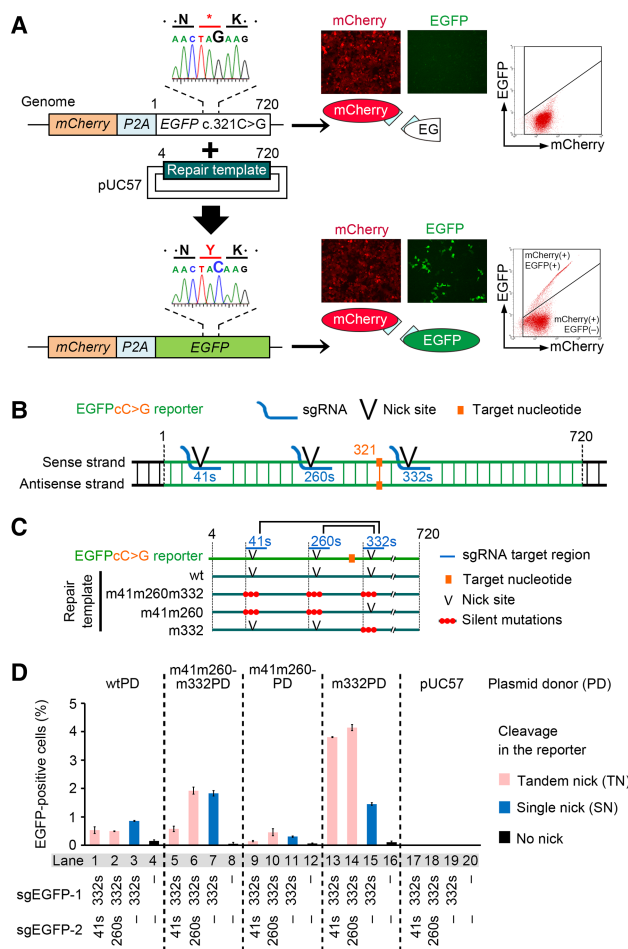 A
·· N * K ··
A A C T A G A A G
Genome
1 720
mCherry P2A EGFP c.321C>G
+
4 720
Repair template
pUC57
mCherry EGFP
mCherry EG
EGFP
mCherry
·· N Y K ··
A A C T A C A A G
mCherry P2A EGFP
mCherry EGFP
mCherry EGFP
mCherry(+)
EGFP(+)
mCherry(+)
EGFP(–)
EGFP
mCherry
B
EGFPcC>G reporter sgRNA Nick site Target nucleotide
1 321 720
Sense strand
Antisense strand
41s 260s 332s
C
4 41s 260s 332s 720
EGFPcC>G reporter
Repair template
wt
m41m260m332
m41m260
m332
sgRNA target region
Target nucleotide
Nick site
Silent mutations
D
wtPD m41m260-m332PD m41m260-PD m332PD pUC57 Plasmid donor (PD)
EGFP-positive cells (%)
5
4
3
2
1
0
Cleavage
in the reporter
Tandem nick (TN)
Single nick (SN)
No nick
Lane 1 2 3 4 5 6 7 8 9 10 11 12 13 14 15 16 17 18 19 20
sgEGFP-1 332s 332s 332s – 332s 332s 332s – 332s 332s 332s – 332s 332s 332s – 332s 332s 332s –
sgEGFP-2 41s 260s – – 41s 260s – – 41s 260s – – 41s 260s – – 41s 260s – –